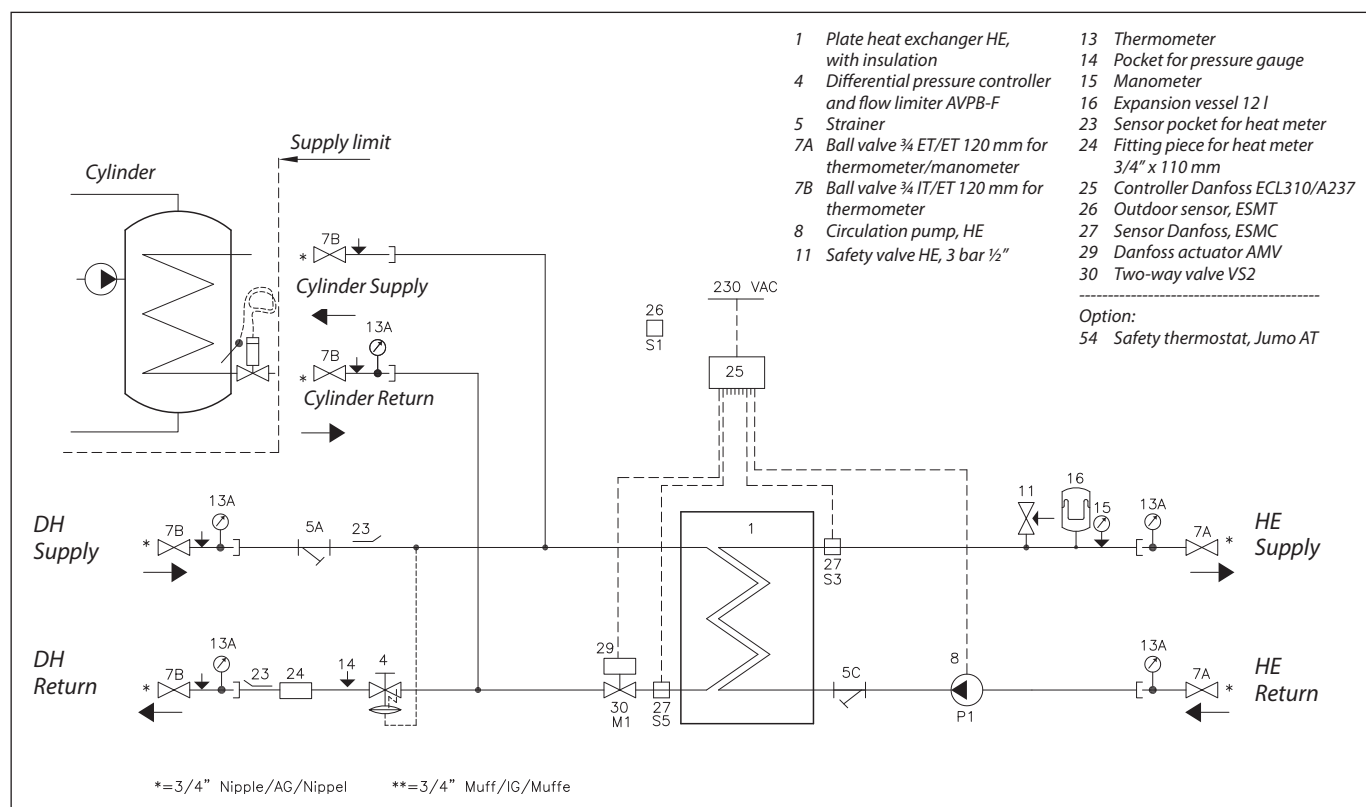 1 Plate heat exchanger HE,
with insulation
4 Differential pressure controller
and flow limiter AVPB-F
5 Strainer
7A Ball valve ¾ ET/ET 120 mm for
thermometer/manometer
7B Ball valve ¾ IT/ET 120 mm for
thermometer
8 Circulation pump, HE
11 Safety valve HE, 3 bar ½"
13 Thermometer
14 Pocket for pressure gauge
15 Manometer
16 Expansion vessel 12 l
23 Sensor pocket for heat meter
24 Fitting piece for heat meter
3/4" x 110 mm
25 Controller Danfoss ECL310/A237
26 Outdoor sensor, ESMT
27 Sensor Danfoss, ESMC
29 Danfoss actuator AMV
30 Two-way valve VS2
----------------------------------------
Option:
54 Safety thermostat, Jumo AT
Supply limit
Cylinder
7B
*
Cylinder Supply
13A
7B
*
Cylinder Return
230 VAC
26
S1
25
DH
Supply
13A
7B
*
5A
23
1
27
S3
11
16
15
13A
7A
*
HE
Supply
DH
Return
13A
7B
*
23
24
14
4
29
30
M1
27
S5
5C
8
P1
13A
7A
*
HE
Return
*=3/4" Nipple/AG/Nippel **=3/4" Muff/IG/Muffe